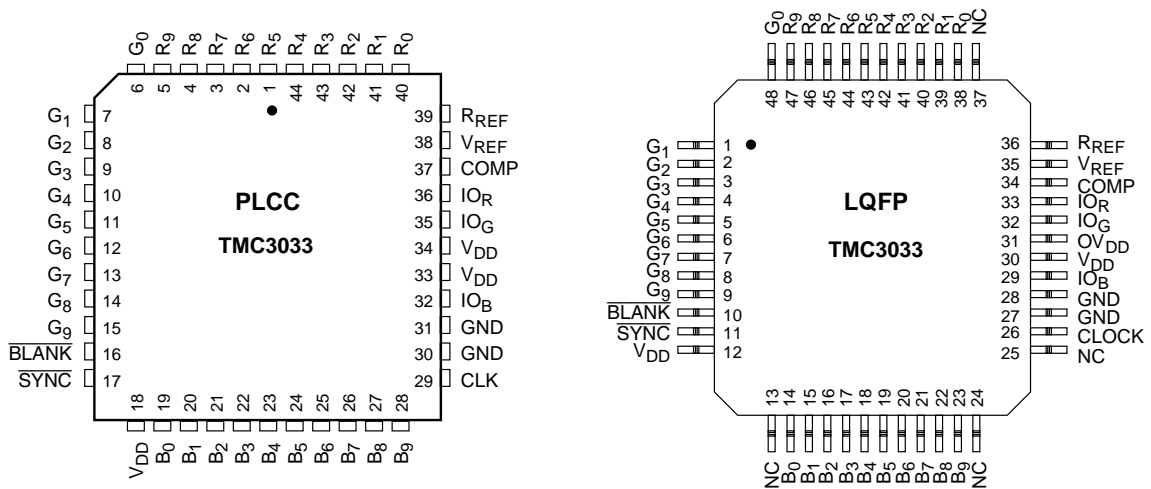 G0 R9 R8 R7 R6 R5 R4 R3 R2 R1 R0
6 5 4 3 2 1 44 43 42 41 40
G1 7
G2 8
G3 9
G4 10
G5 11
G6 12
G7 13
G8 14
G9 15
BLANK 16
SYNC 17
PLCC
TMC3033
39 RREF
38 VREF
37 COMP
36 IOR
35 IOG
34 VDD
33 VDD
32 IOB
31 GND
30 GND
29 CLK
18 19 20 21 22 23 24 25 26 27 28
VDD B0 B1 B2 B3 B4 B5 B6 B7 B8 B9
G0 R9 R8 R7 R6 R5 R4 R3 R2 R1 R0 NC
48 47 46 45 44 43 42 41 40 39 38 37
G1 1
G2 2
G3 3
G4 4
G5 5
G6 6
G7 7
G8 8
G9 9
BLANK 10
SYNC 11
VDD 12
LQFP
TMC3033
36 RREF
35 VREF
34 COMP
33 IOR
32 IOG
31 OVDD
30 VDD
29 IOB
28 GND
27 GND
26 CLOCK
25 NC
13 14 15 16 17 18 19 20 21 22 23 24
NC B0 B1 B2 B3 B4 B5 B6 B7 B8 B9 NC